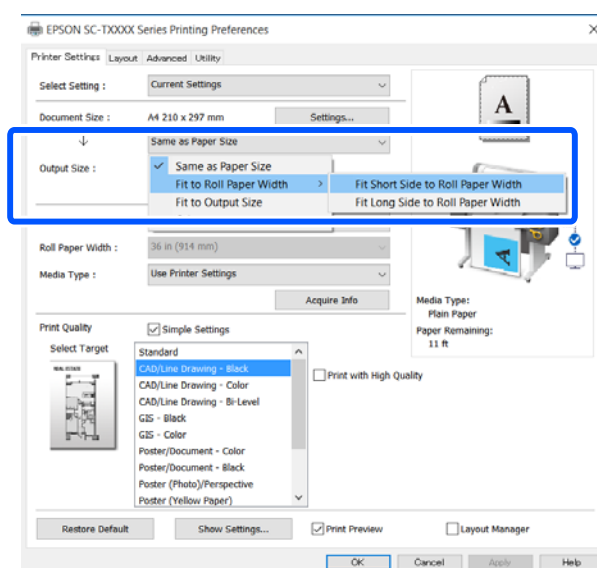 EPSON SC-TXXXX Series Printing Preferences
Printer Settings Layout Advanced Utility
Select Setting : Current Settings
A
Document Size : A4 210 x 297 mm Settings...
Same as Paper Size
Output Size :
Same as Paper Size
Fit to Roll Paper Width
Fit Short Side to Roll Paper Width
Fit to Output Size
Fit Long Side to Roll Paper Width
Roll Paper Width : 36 in (914 mm)
A
Media Type : Use Printer Settings
Acquire Info
Media Type:
Plain Paper
Paper Remaining:
11 ft
Print Quality Simple Settings
Select Target
Standard
CAD/Line Drawing - Black
CAD/Line Drawing - Color
CAD/Line Drawing - Bi-Level
GIS - Black
GIS - Color
Poster/Document - Color
Poster/Document - Black
Poster (Photo)/Perspective
Poster (Yellow Paper)
Print with High Quality
Restore Default Show Settings... Print Preview Layout Manager
OK Cancel Apply Help